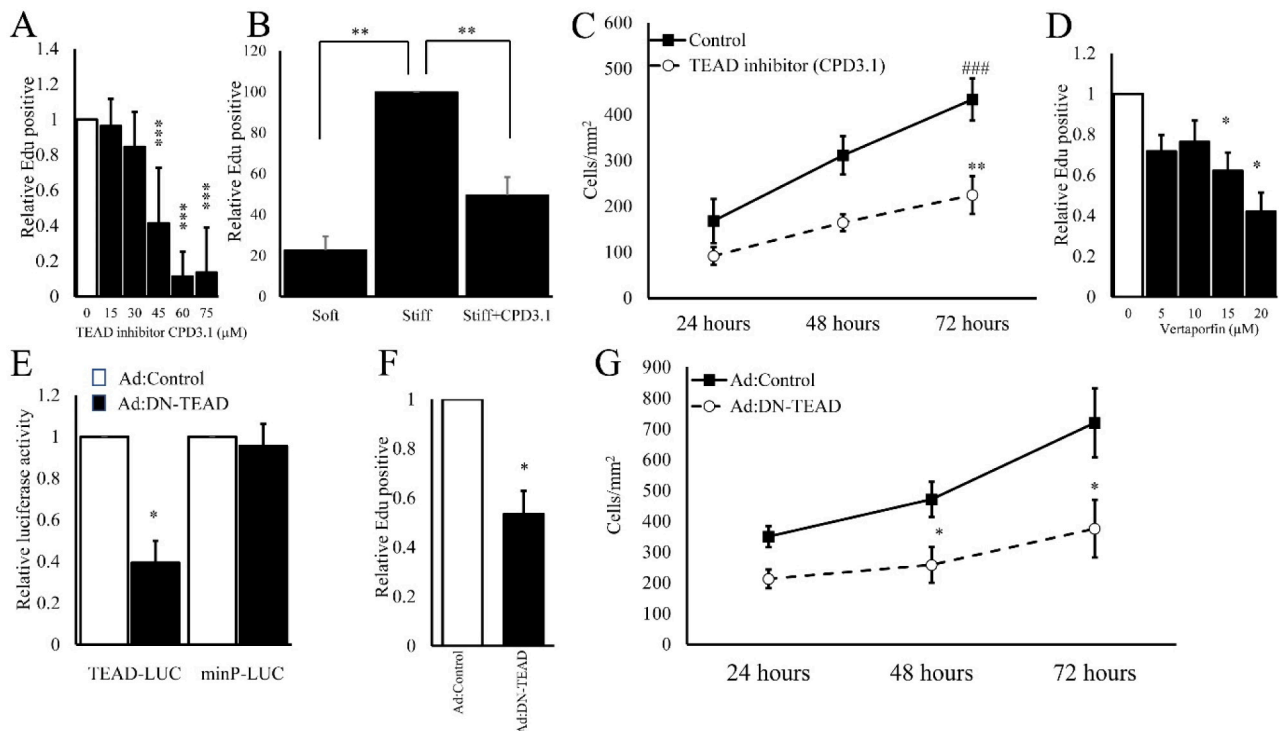 A
Relative Edu positive
1.4
1.2
1
0.8
0.6
0.4
0.2
0
***
***
***
0 15 30 45 60 75
TEAD inhibitor CPD3.1 (µM)
B
Relative Edu positive
120
100
80
60
40
20
0
** **
Soft Stiff Stiff+CPD3.1
C
Cells/mm²
600
500
400
300
200
100
0
Control
TEAD inhibitor (CPD3.1)
###
**
24 hours 48 hours 72 hours
D
Relative Edu positive
1.2
1
0.8
0.6
0.4
0.2
0
*
*
0 5 10 15 20
Vertaporfin (µM)
E
Relative luciferase activity
1.2
1
0.8
0.6
0.4
0.2
0
Ad:Control
Ad:DN-TEAD
*
TEAD-LUC minP-LUC
F
Relative Edu positive
1
0.8
0.6
0.4
0.2
0
*
Ad:Control
Ad:DN-TEAD
G
Cells/mm²
900
800
700
600
500
400
300
200
100
0
Ad:Control
Ad:DN-TEAD
*
*
24 hours 48 hours 72 hours